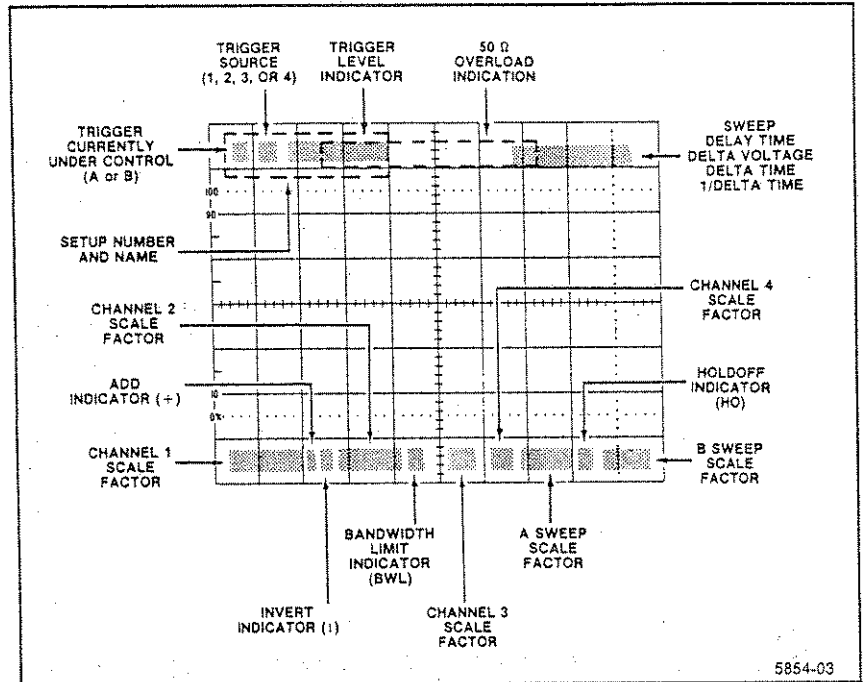 TRIGGER
SOURCE
(1, 2, 3, OR 4)
TRIGGER
LEVEL
INDICATOR
50 Ω
OVERLOAD
INDICATION
TRIGGER
CURRENTLY
UNDER CONTROL
(A or B)
SWEEP
DELAY TIME
DELTA VOLTAGE
DELTA TIME
1/DELTA TIME
100
90
SETUP NUMBER
AND NAME
CHANNEL 2
SCALE
FACTOR
CHANNEL 4
SCALE
FACTOR
ADD
INDICATOR (+)
10
0%
HOLDOFF
INDICATOR
(HO)
CHANNEL 1
SCALE
FACTOR
B SWEEP
SCALE
FACTOR
BANDWIDTH
LIMIT
INDICATOR
(BWL)
A SWEEP
SCALE
FACTOR
INVERT
INDICATOR (↓)
CHANNEL 3
SCALE
FACTOR
5854-03